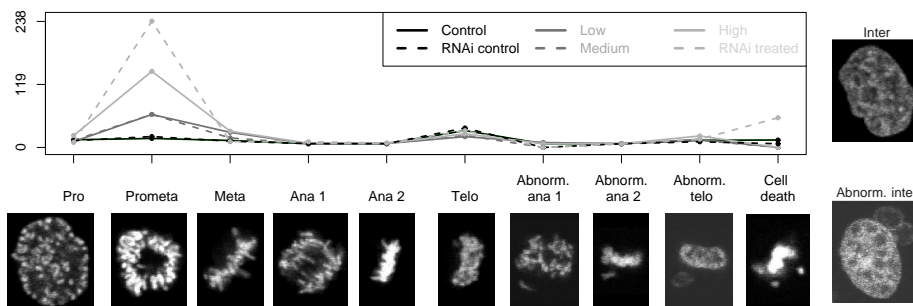 238
119
0
Control Low High
RNAi control Medium RNAi treated
Inter
Pro Prometa Meta Ana 1 Ana 2 Telo Abnorm. ana 1 Abnorm. ana 2 Abnorm. telo Cell death
Abnorm. inter